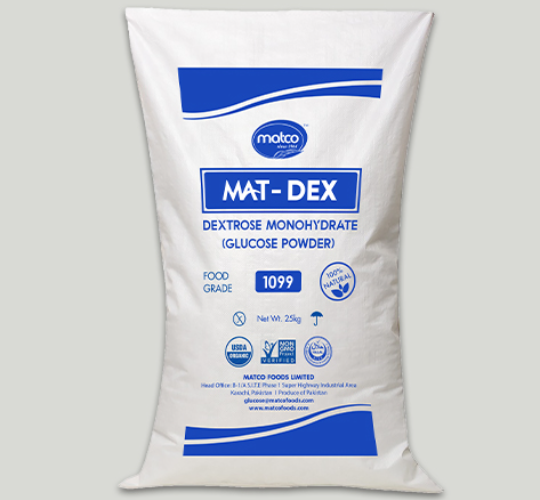 matco
since 1964
MAT-DEX
DEXTROSE MONOHYDRATE
(GLUCOSE POWDER)
FOOD
GRADE
1099
100%
NATURAL
Net Wt. 25kg
USDA
ORGANIC
NON
GMO
Project
VERIFIED
MATCO FOODS LIMITED
Head Office: B-1/A S.I.T.E Phase 1 Super Highway Industrial Area
Karachi, Pakistan | Produce of Pakistan
glucose@matcofoods.com
www.matcofoods.com